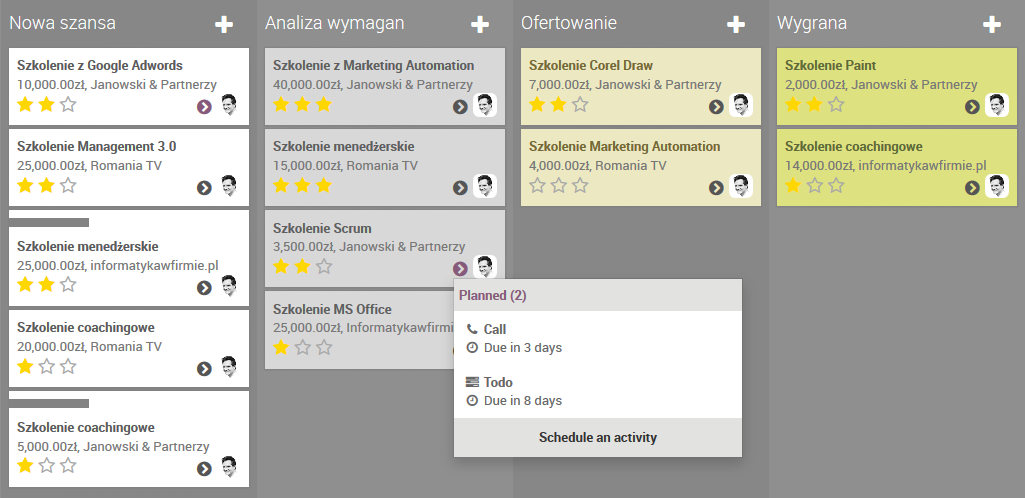 Nowa szansa
Szkolenie z Google Adwords
10,000.00zł, Janowski & Partnerzy
Szkolenie Management 3.0
25,000.00zł, Romania TV
Szkolenie menedżerskie
25,000.00zł, informatykawfirmie.pl
Szkolenie coachingowe
20,000.00zł, Romania TV
Szkolenie coachingowe
5,000.00zł, Janowski & Partnerzy
Analiza wymagan
Szkolenie z Marketing Automation
40,000.00zł, Janowski & Partnerzy
Szkolenie menedżerskie
15,000.00zł, Romania TV
Szkolenie Scrum
3,500.00zł, Janowski & Partnerzy
Szkolenie MS Office
25,000.00zł, Informatykawfirmi
Planned (2)
Call
Due in 3 days
Todo
Due in 8 days
Schedule an activity
Ofertowanie
Szkolenie Corel Draw
7,000.00zł, Janowski & Partnerzy
Szkolenie Marketing Automation
4,000.00zł, Romania TV
Wygrana
Szkolenie Paint
2,000.00zł, Janowski & Partnerzy
Szkolenie coachingowe
14,000.00zł, informatykawfirmie.pl